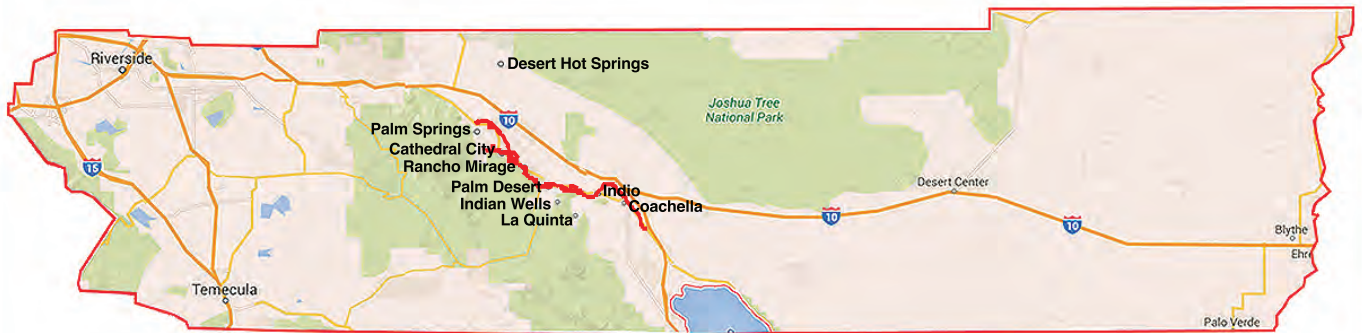 Riverside
Desert Hot Springs
Joshua Tree
National Park
10
Palm Springs
Cathedral City
Rancho Mirage
15
Palm Desert
Indio
Indian Wells
Coachella
La Quinta
Desert Center
10
10
Blythe
Ehre
Temecula
Palo Verde